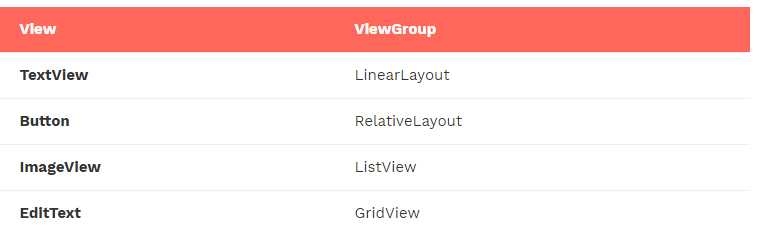 View ViewGroup
TextView LinearLayout
Button RelativeLayout
ImageView ListView
EditText GridView